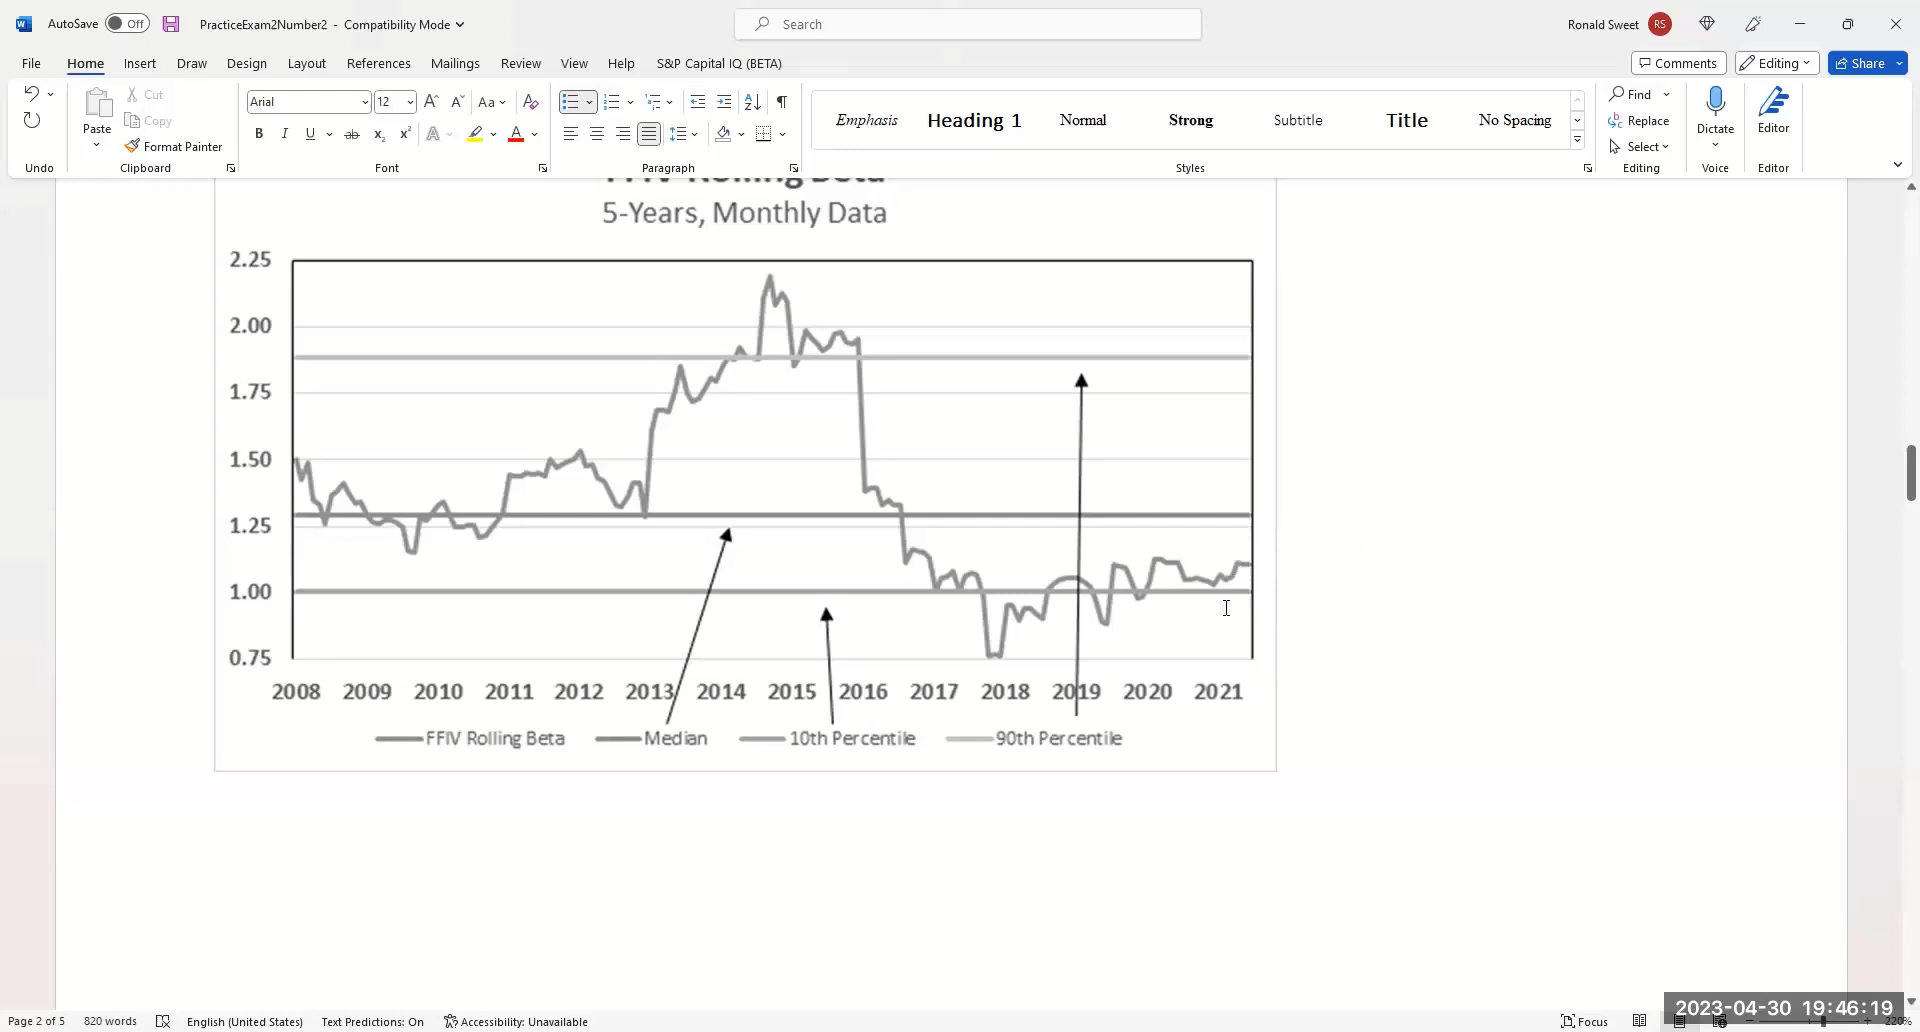 AutoSave Off PracticeExam2Number2 - Compatibility Mode Search Ronald Sweet RS
File Home Insert Draw Design Layout References Mailings Review View Help S&P Capital IQ (BETA) Comments Editing Share
Paste Cut Copy Format Painter
Arial 12 Aa
Emphasis Heading 1 Normal Strong Subtitle Title No Spacing
Find Replace Select Dictate Editor
Undo Clipboard Font Paragraph Styles Editing Voice Editor
FFIV Rolling Beta
5-Years, Monthly Data
2.25
2.00
1.75
1.50
1.25
1.00
0.75
2008 2009 2010 2011 2012 2013 2014 2015 2016 2017 2018 2019 2020 2021
FFIV Rolling Beta Median 10th Percentile 90th Percentile
Page 2 of 5 820 words English (United States) Text Predictions: On Accessibility: Unavailable Focus 220%
2023-04-30 19:46:19